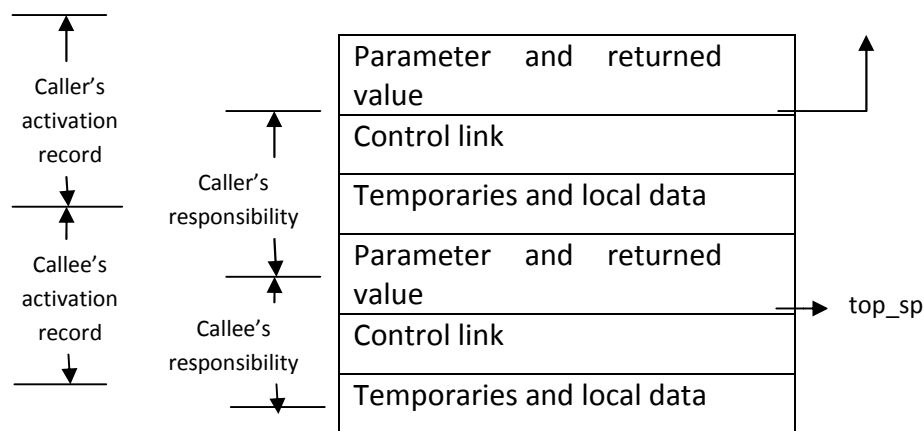 Caller's
activation
record
Callee's
activation
record
Caller's
responsibility
Callee's
responsibility
Parameter and returned
value
Control link
Temporaries and local data
Parameter and returned
value
Control link
Temporaries and local data
top_sp